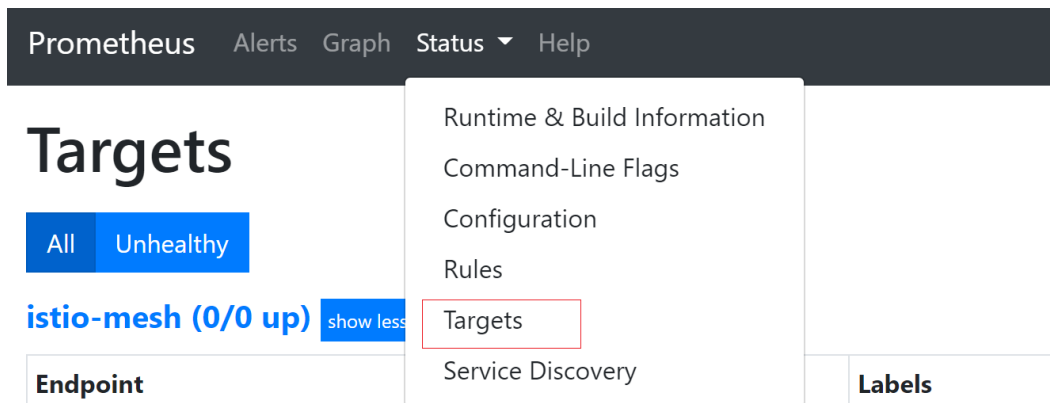 Prometheus Alerts Graph Status Help
Runtime & Build Information
Targets
Command-Line Flags
Configuration
All Unhealthy
Rules
istio-mesh (0/0 up) show less
Targets
Service Discovery
Endpoint Labels